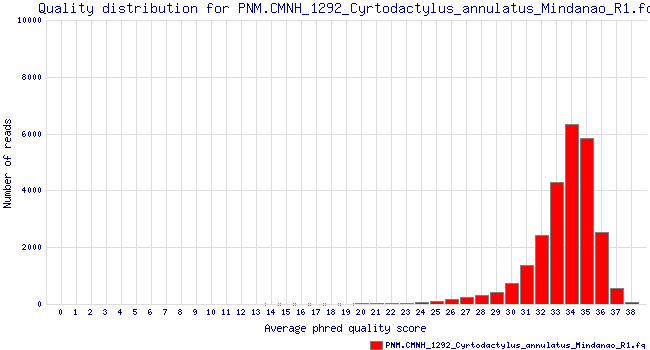 Quality distribution for PNM.CMNH_1292_Cyrtodactylus_annulatus_Mindanao_R1.fq
10000
8000
6000
4000
2000
0
Number of reads
0 1 2 3 4 5 6 7 8 9 10 11 12 13 14 15 16 17 18 19 20 21 22 23 24 25 26 27 28 29 30 31 32 33 34 35 36 37 38
Average phred quality score
PNM.CMNH_1292_Cyrtodactylus_annulatus_Mindanao_R1.fq